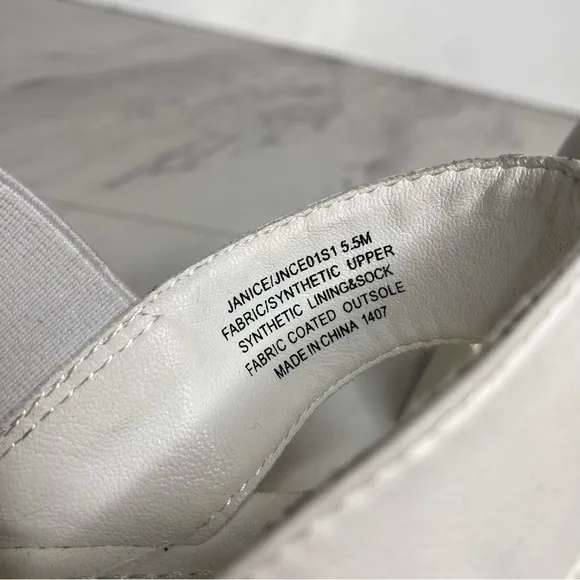 JANICE/JNCE01S1 5.5M
FABRIC/SYNTHETIC UPPER
SYNTHETIC LINING&SOCK
FABRIC COATED OUTSOLE
MADE IN CHINA 1407